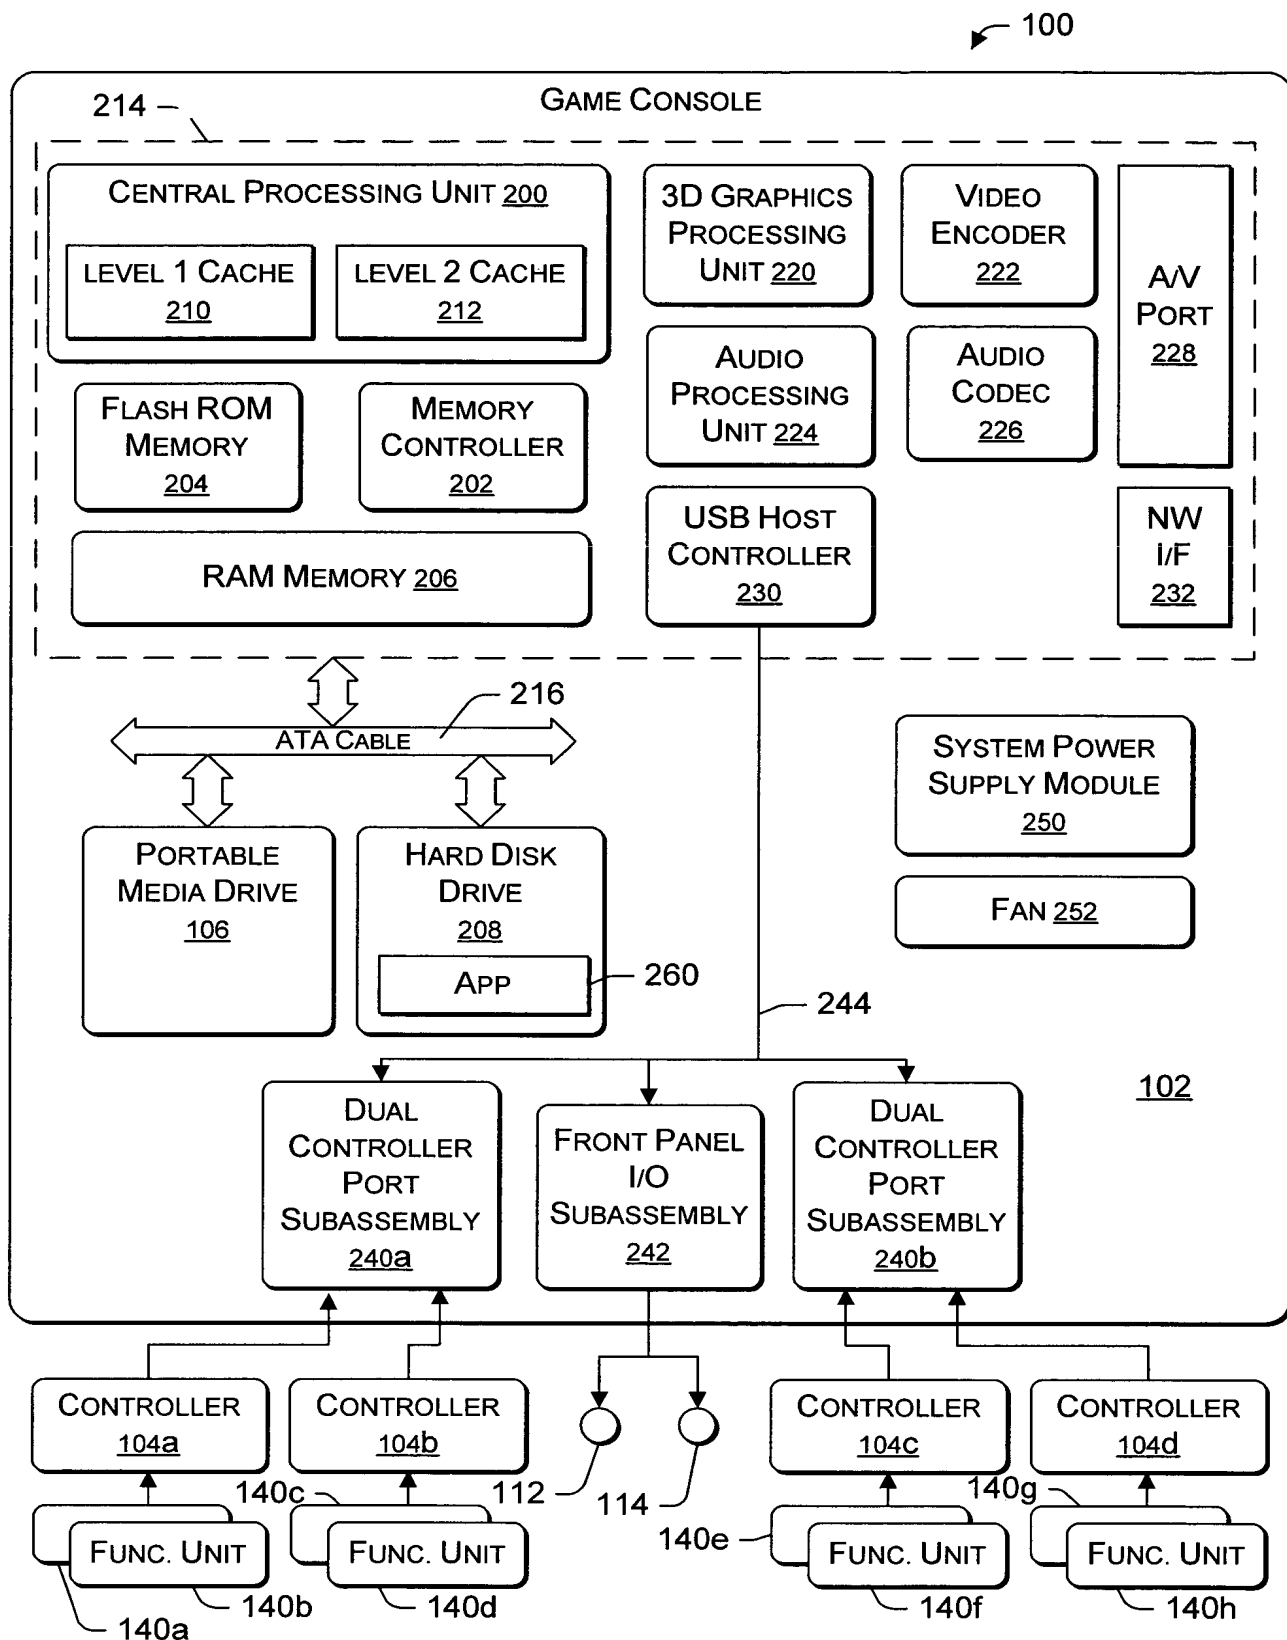 100
GAME CONSOLE
214
CENTRAL PROCESSING UNIT 200
LEVEL 1 CACHE
210
LEVEL 2 CACHE
212
3D GRAPHICS
PROCESSING
UNIT 220
VIDEO
ENCODER
222
A/V
PORT
228
FLASH ROM
MEMORY
204
MEMORY
CONTROLLER
202
AUDIO
PROCESSING
UNIT 224
AUDIO
CODEC
226
RAM MEMORY 206
USB HOST
CONTROLLER
230
NW
I/F
232
216
ATA CABLE
SYSTEM POWER
SUPPLY MODULE
250
PORTABLE
MEDIA DRIVE
106
HARD DISK
DRIVE
208
APP
260
FAN 252
244
102
DUAL
CONTROLLER
PORT
SUBASSEMBLY
240a
FRONT PANEL
I/O
SUBASSEMBLY
242
DUAL
CONTROLLER
PORT
SUBASSEMBLY
240b
CONTROLLER
104a
CONTROLLER
104b
112
114
CONTROLLER
104c
CONTROLLER
104d
FUNC. UNIT
140a
140b
140c
FUNC. UNIT
140d
140e
FUNC. UNIT
140f
140g
FUNC. UNIT
140h